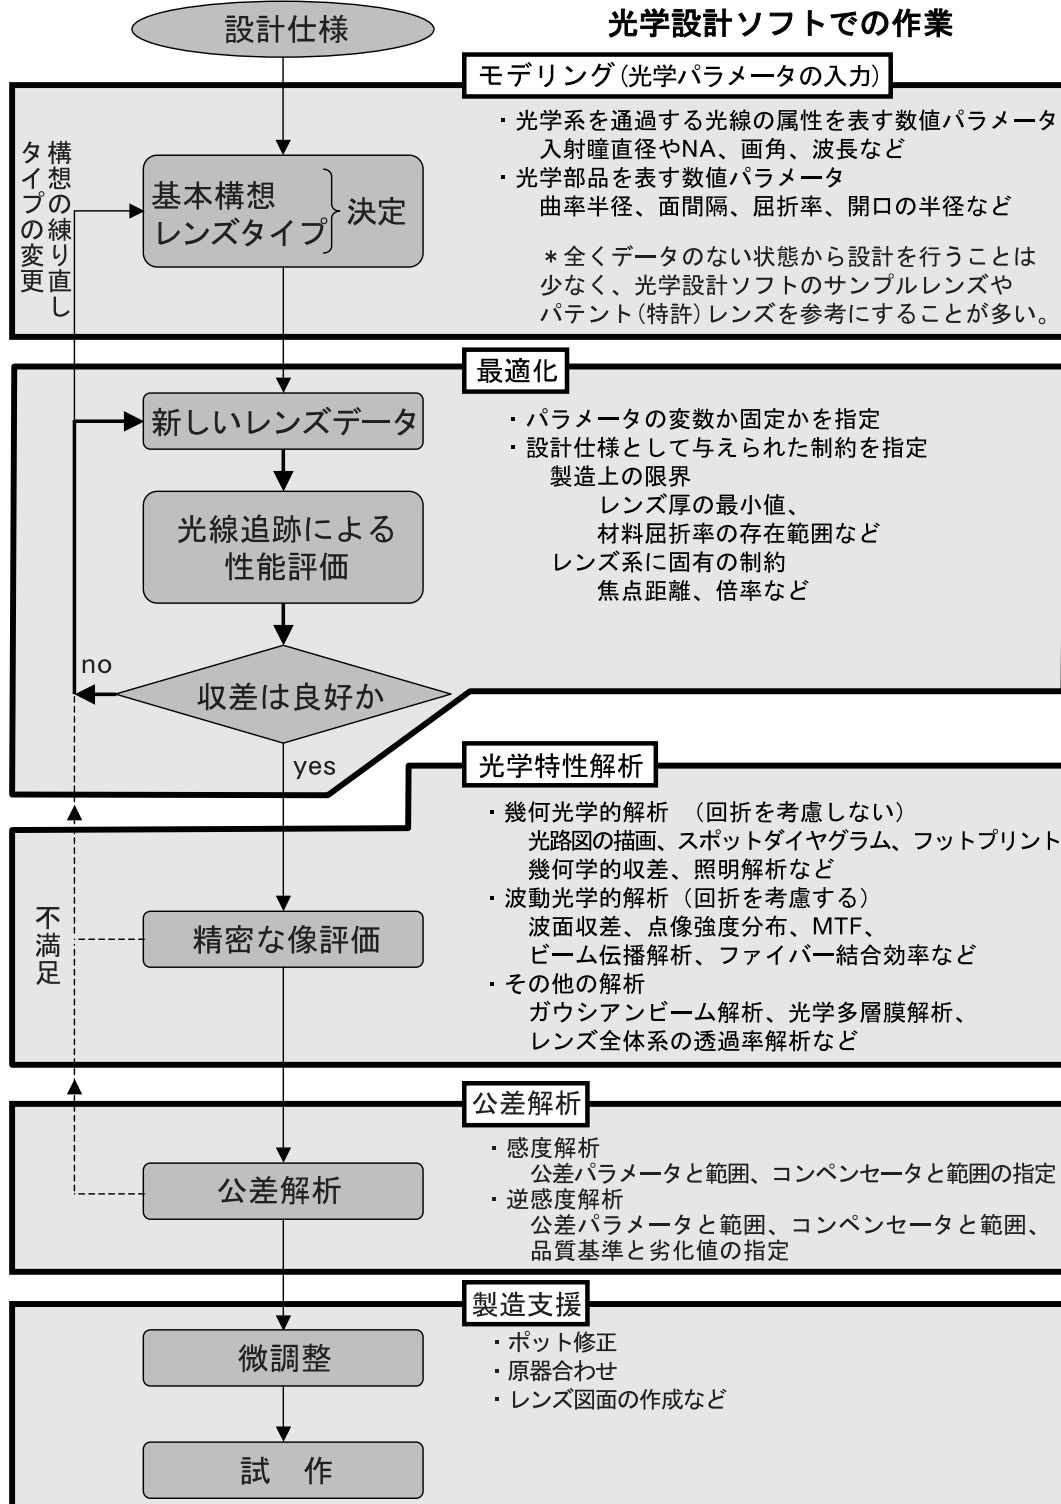 設計仕様
光学設計ソフトでの作業
モデリング(光学パラメータの入力)
・光学系を通過する光線の属性を表す数値パラメータ
入射瞳直径やNA、画角、波長など
・光学部品を表す数値パラメータ
曲率半径、面間隔、屈折率、開口の半径など
*全くデータのない状態から設計を行うことは
少なく、光学設計ソフトのサンプルレンズや
パテント(特許)レンズを参考にすることが多い。
構想の練り直し
タイプの変更
基本構想
レンズタイプ
決定
最適化
新しいレンズデータ
・パラメータの変数か固定かを指定
・設計仕様として与えられた制約を指定
製造上の限界
レンズ厚の最小値、
材料屈折率の存在範囲など
レンズ系に固有の制約
焦点距離、倍率など
光線追跡による
性能評価
no
収差は良好か
yes
光学特性解析
・幾何光学的解析 (回折を考慮しない)
光路図の描画、スポットダイヤグラム、フットプリント
幾何学的収差、照明解析など
・波動光学的解析(回折を考慮する)
波面収差、点像強度分布、MTF、
ビーム伝播解析、ファイバー結合効率など
・その他の解析
ガウシアンビーム解析、光学多層膜解析、
レンズ全体系の透過率解析など
不満足
精密な像評価
公差解析
・感度解析
公差パラメータと範囲、コンペンセータと範囲の指定
・逆感度解析
公差パラメータと範囲、コンペンセータと範囲、
品質基準と劣化値の指定
公差解析
製造支援
・ポット修正
・原器合わせ
・レンズ図面の作成など
微調整
試 作